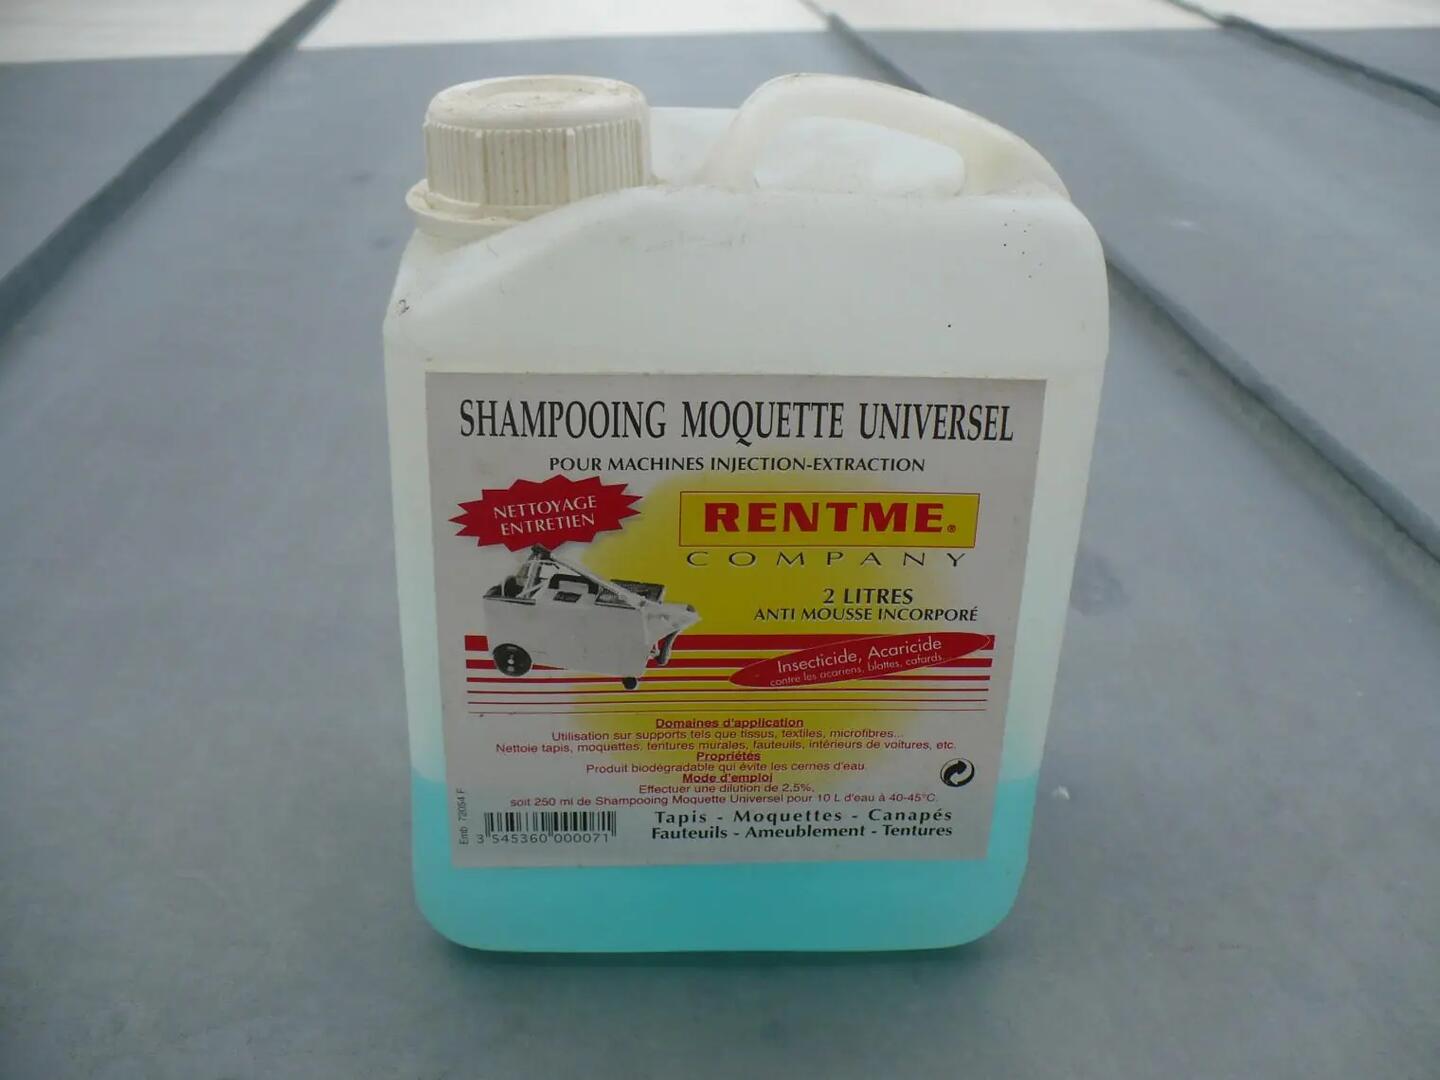 SHAMPOOING MOQUETTE UNIVERSEL
POUR MACHINES INJECTION-EXTRACTION
NETTOYAGE
ENTRETIEN
RENTME®
COMPANY
2 LITRES
ANTI MOUSSE INCORPORÉ
Insecticide, Acaricide
contre les acariens, blattes, cafards...
Domaines d'application
Utilisation sur supports tels que tissus, textiles, microfibres...
Nettoie tapis, moquettes, tentures murales, fauteuils, intérieurs de voitures, etc.
Propriétés
Produit biodégradable qui évite les cernes d'eau
Mode d'emploi
Effectuer une dilution de 2,5%,
soit 250 ml de Shampooing Moquette Universel pour 10 L d'eau à 40-45°C.
Tapis - Moquettes - Canapés
Fauteuils - Ameublement - Tentures
Emb 72054 F
3 545360 000071